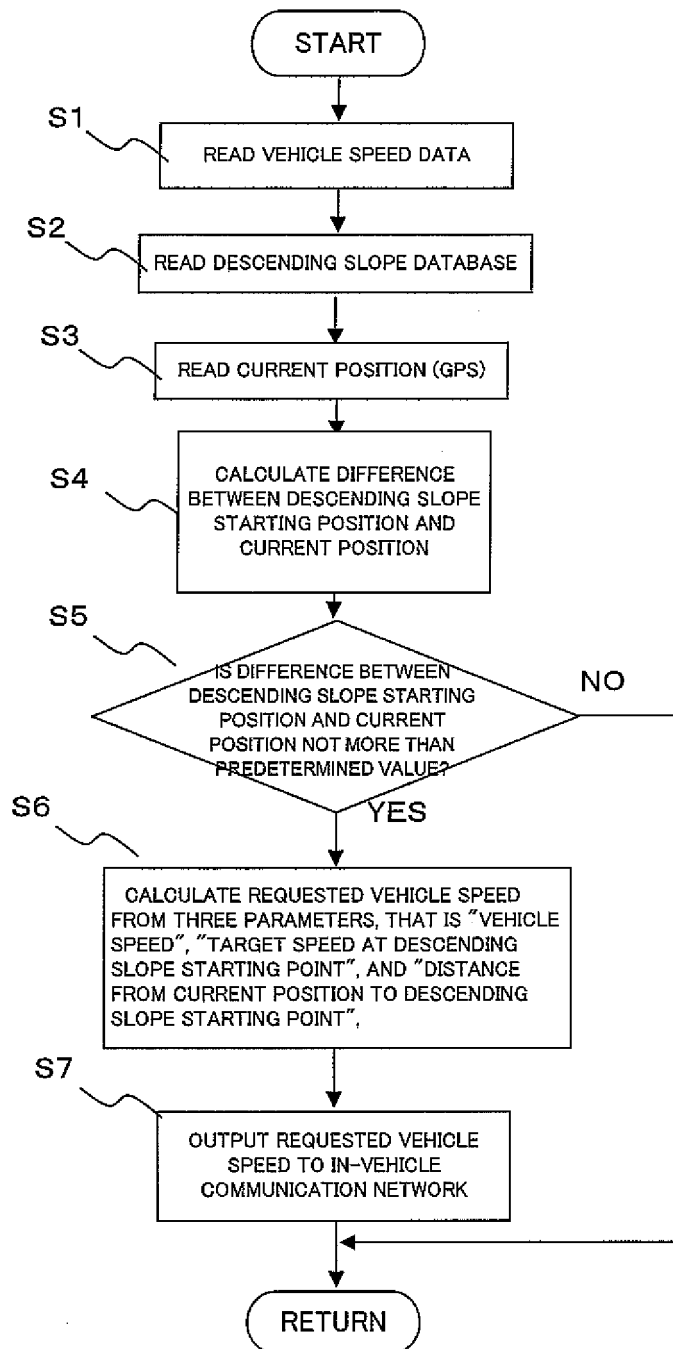 START
S1
READ VEHICLE SPEED DATA
S2
READ DESCENDING SLOPE DATABASE
S3
READ CURRENT POSITION (GPS)
S4
CALCULATE DIFFERENCE
BETWEEN DESCENDING SLOPE
STARTING POSITION AND
CURRENT POSITION
S5
IS DIFFERENCE BETWEEN
DESCENDING SLOPE STARTING
POSITION AND CURRENT
POSITION NOT MORE THAN
PREDETERMINED VALUE?
NO
YES
S6
CALCULATE REQUESTED VEHICLE SPEED
FROM THREE PARAMETERS, THAT IS "VEHICLE
SPEED", "TARGET SPEED AT DESCENDING
SLOPE STARTING POINT", AND "DISTANCE
FROM CURRENT POSITION TO DESCENDING
SLOPE STARTING POINT",
S7
OUTPUT REQUESTED VEHICLE
SPEED TO IN-VEHICLE
COMMUNICATION NETWORK
RETURN